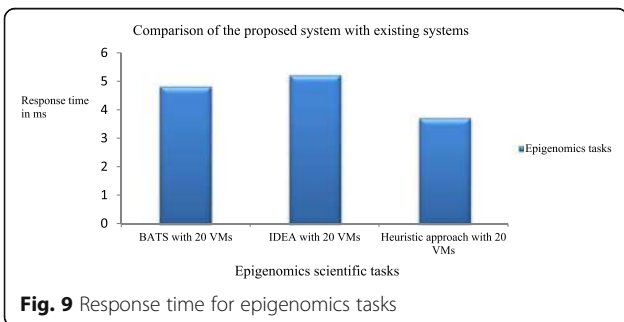 Comparison of the proposed system with existing systems
6
5
4
3
2
1
0
Response time
in ms
BATS with 20 VMs
IDEA with 20 VMs
Heuristic approach with 20
VMs
Epigenomics tasks
Epigenomics scientific tasks
Fig. 9 Response time for epigenomics tasks